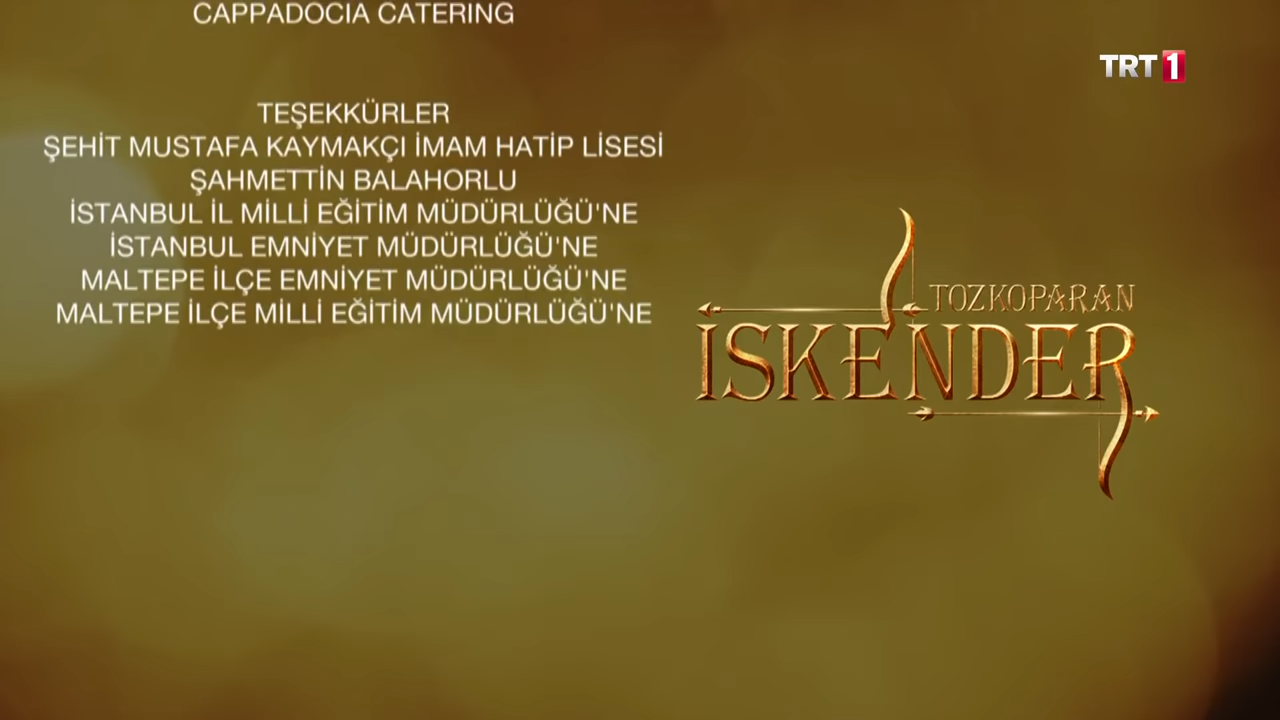 CAPPADOCIA CATERING
TRT 1
TEŞEKKÜRLER
ŞEHİT MUSTAFA KAYMAKÇI İMAM HATİP LİSESİ
ŞAHMETTİN BALAHORLU
İSTANBUL İL MİLLİ EĞİTİM MÜDÜRLÜĞÜ'NE
İSTANBUL EMNİYET MÜDÜRLÜĞÜ'NE
MALTEPE İLÇE EMNİYET MÜDÜRLÜĞÜ'NE
MALTEPE İLÇE MİLLİ EĞİTİM MÜDÜRLÜĞÜ'NE
TOZKOPARAN
İSKENDER